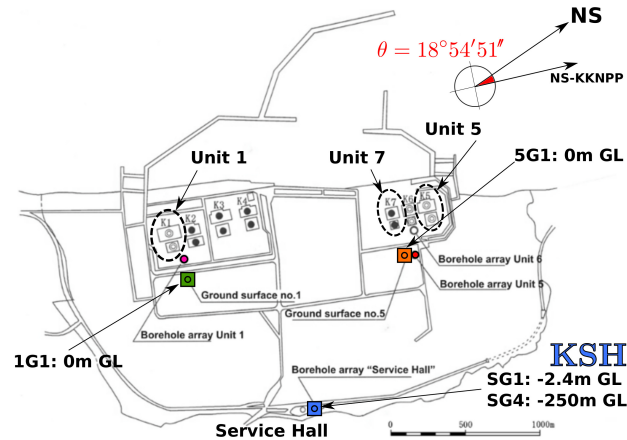 NS
θ = 18°54′51″
NS-KKNPP
Unit 5
Unit 1
Unit 7
5G1: 0m GL
K1
K2
K3
K4
K7
K5
Borehole array Unit 6
Borehole array Unit 5
Ground surface no.1
Ground surface no.5
Borehole array Unit 1
1G1: 0m GL
KSH
Borehole array "Service Hall"
SG1: -2.4m GL
SG4: -250m GL
Service Hall
0
500
1000m